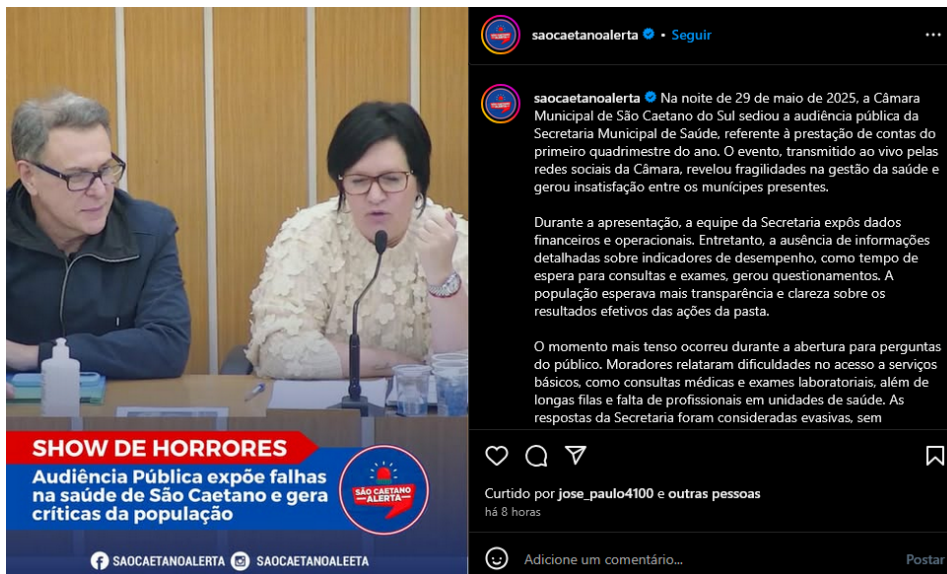 SHOW DE HORRORES
Audiência Pública expõe falhas
na saúde de São Caetano e gera
críticas da população
SÃO CAETANO
ALERTA
SAOCAETANOALERTA SAOCAETANOALEETA
saocaetanoalerta • Seguir
saocaetanoalerta Na noite de 29 de maio de 2025, a Câmara
Municipal de São Caetano do Sul sediou a audiência pública da
Secretaria Municipal de Saúde, referente à prestação de contas do
primeiro quadrimestre do ano. O evento, transmitido ao vivo pelas
redes sociais da Câmara, revelou fragilidades na gestão da saúde e
gerou insatisfação entre os munícipes presentes.
Durante a apresentação, a equipe da Secretaria expôs dados
financeiros e operacionais. Entretanto, a ausência de informações
detalhadas sobre indicadores de desempenho, como tempo de
espera para consultas e exames, gerou questionamentos. A
população esperava mais transparência e clareza sobre os
resultados efetivos das ações da pasta.
O momento mais tenso ocorreu durante a abertura para perguntas
do público. Moradores relataram dificuldades no acesso a serviços
básicos, como consultas médicas e exames laboratoriais, além de
longas filas e falta de profissionais em unidades de saúde. As
respostas da Secretaria foram consideradas evasivas, sem
Curtido por jose_paulo4100 e outras pessoas
há 8 horas
Adicione um comentário... Postar